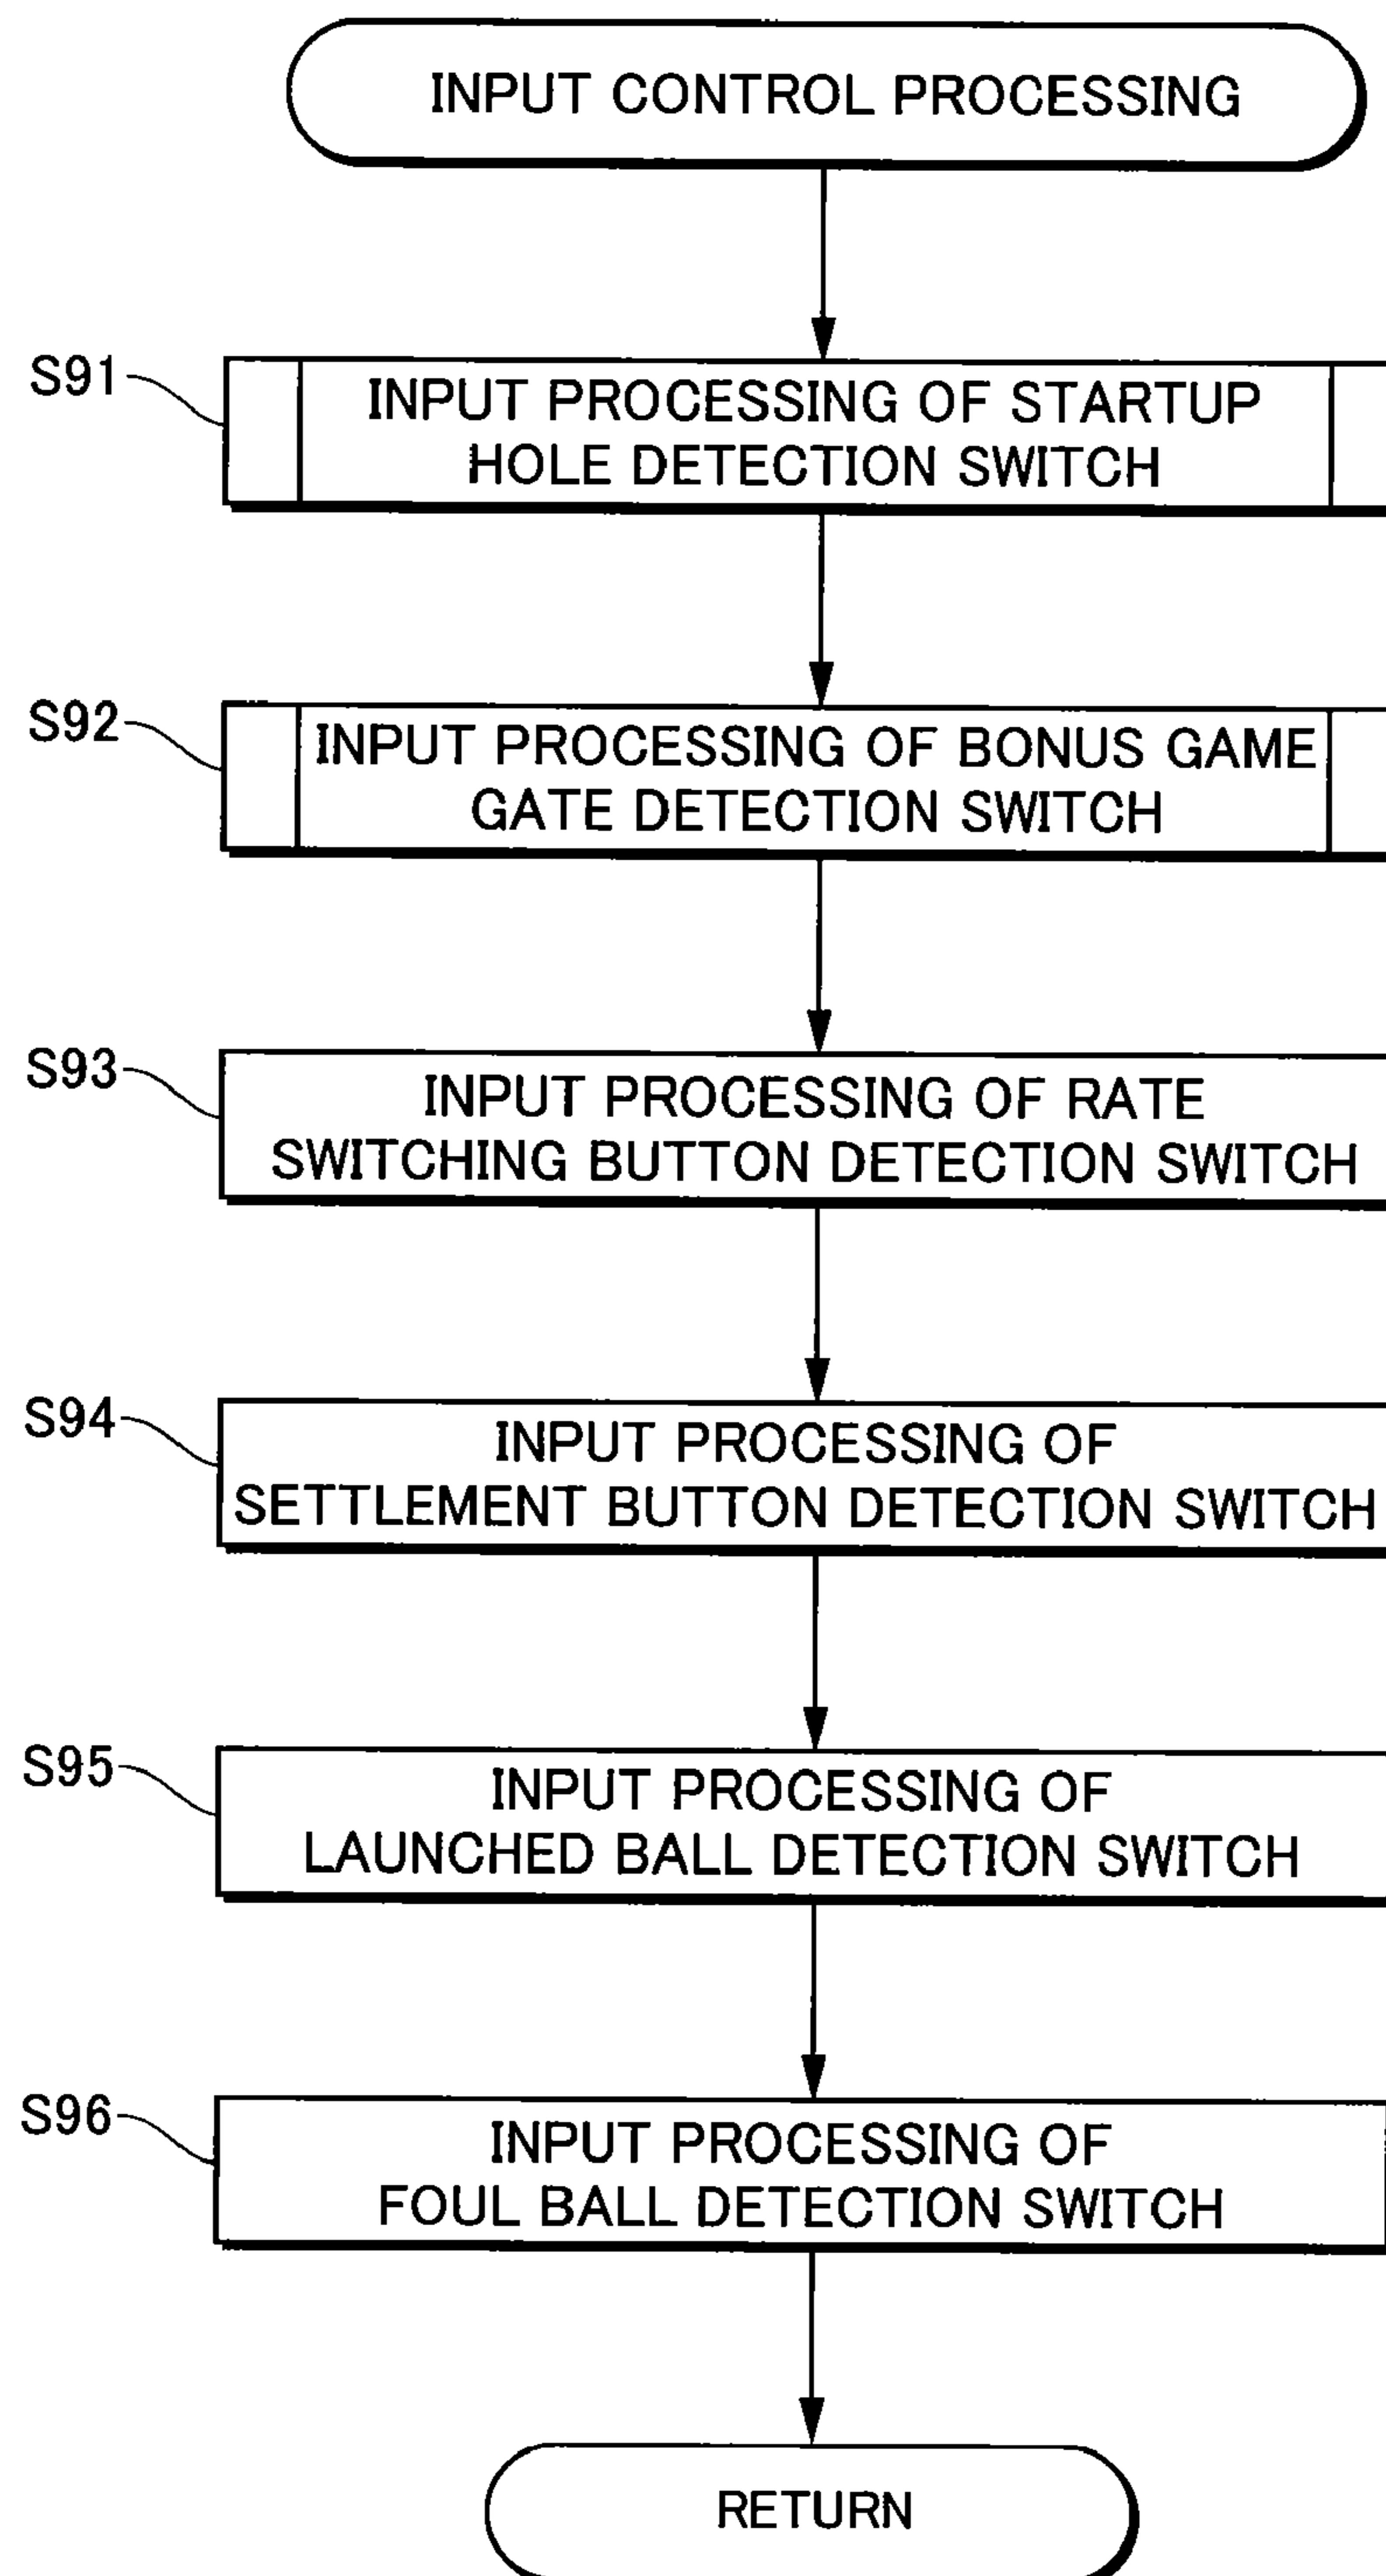 INPUT CONTROL PROCESSING
S91
INPUT PROCESSING OF STARTUP
HOLE DETECTION SWITCH
S92
INPUT PROCESSING OF BONUS GAME
GATE DETECTION SWITCH
S93
INPUT PROCESSING OF RATE
SWITCHING BUTTON DETECTION SWITCH
S94
INPUT PROCESSING OF
SETTLEMENT BUTTON DETECTION SWITCH
S95
INPUT PROCESSING OF
LAUNCHED BALL DETECTION SWITCH
S96
INPUT PROCESSING OF
FOUL BALL DETECTION SWITCH
RETURN